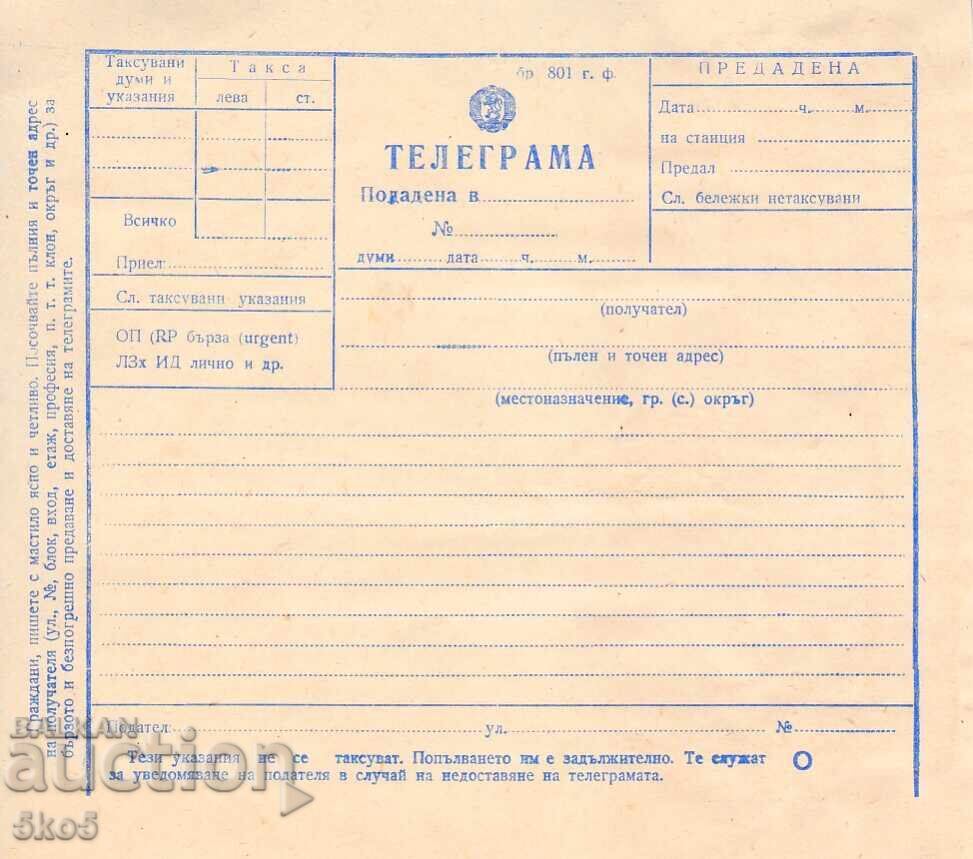 Граждани, пишете с мастило ясно и четливо. Посочвайте пълния и точен адрес
на получателя (ул., №, блок, вход, етаж, професия, п. т. т. клон, окръг и др.) за
бързото и безпогрешно предаване и доставяне на телеграмите.
Таксувани
думи и
указания
Такса
лева
ст.
Всичко
Приел:
Сл. таксувани указания
ОП (RP бърза (urgent)
ЛЗх ИД лично и др.
бр 801 г. ф.
ТЕЛЕГРАМА
Подадена в
№
думи дата ч. м.
ПРЕДАДЕНА
Дата ч. м.
на станция
Предал
Сл. бележки нетаксувани
(получател)
(пълен и точен адрес)
(местоназначение, гр. (с.) окръг)
Подател: ул. №
Тези указания не се таксуват. Попълването им е задължително. Те служат
за уведомяване на подателя в случай на недоставяне на телеграмата.
О
BALKAN
auction
5ko5